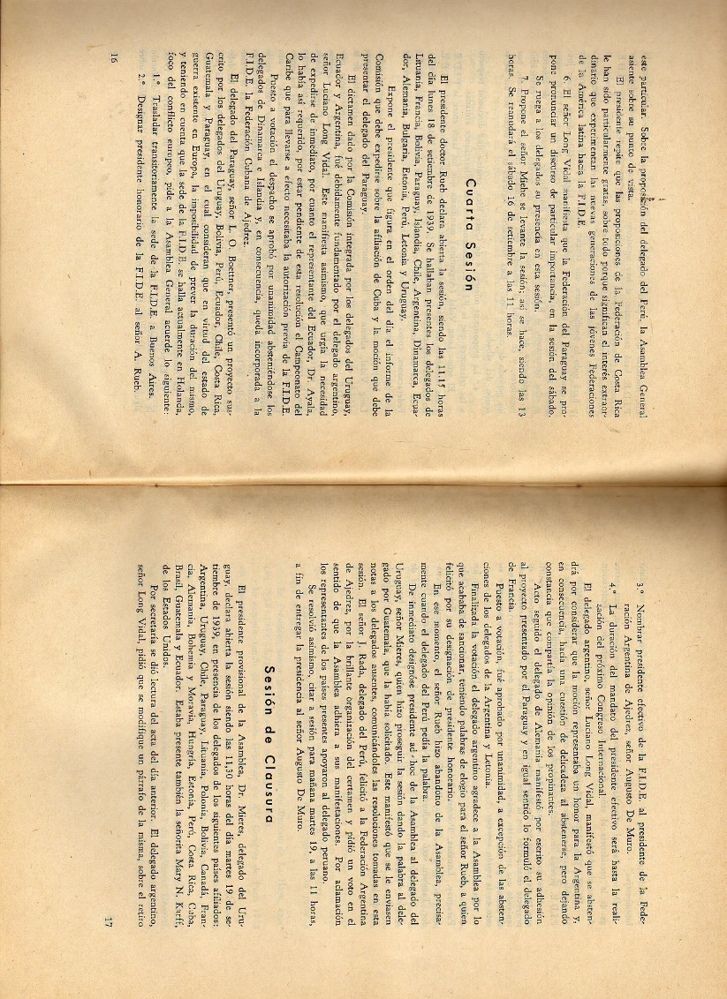 este particular. Sobre la proposición del delegado del Perú, la Asamblea General
asiente sobre su punto de vista.
El presidente repite que las proposiciones de la Federación de Costa Rica
le han sido particularmente gratas, sobre todo porque significan el interés extraor-
dinario que experimentan las nuevas generaciones de las jóvenes Federaciones
de la América latina hacia la F.I.D.E.
6. El señor Long Vidal manifiesta que la Federación del Paraguay se pro-
pone pronunciar un discurso de particular importancia, en la sesión del sábado.
Se ruega a los delegados su presencia en esta sesión.
7. Propone el señor Miebe se levante la sesión; así se hace, siendo las 13
horas. Se reanudará el sábado 16 de setiembre a las 11 horas.
Cuarta Sesión
El presidente doctor Rueb declara abierta la sesión, siendo las 11.15 horas
del día lunes 18 de setiembre de 1939. Se hallaban presentes los delegados de
Lituania, Francia, Bolivia, Paraguay, Islandia, Chile, Argentina, Dinamarca, Ecua-
dor, Alemania, Bulgaria, Estonia, Perú, Letonia y Uruguay.
Expone el presidente que figura en el orden del día el informe de la
Comisión que debe expedirse sobre la afiliación de Cuba y la moción que debe
presentar el delegado del Paraguay.
El dictamen dado por la Comisión integrada por los delegados del Uruguay,
Ecuador y Argentina, fué debidamente fundamentado por el delegado argentino,
señor Luciano Long Vidal. Este manifiesta asimismo, que urgía la necesidad
de expedirse de inmediato, por cuanto el representante del Ecuador, Dr. Ayala,
lo había así requerido, por estar pendiente de esta resolución el Campeonato del
Caribe que para llevarse a efecto necesitaba la autorización previa de la F.I.D.E.
Puesto a votación el despacho se aprobó por unanimidad absteniéndose los
delegados de Dinamarca e Islandia y, en consecuencia, queda incorporado a la
F.I.D.E. la Federación Cubana de Ajedrez.
El delegado del Paraguay, señor L. O. Boettner, presentó un proyecto sus-
crito por los delegados del Uruguay, Bolivia, Perú, Ecuador, Chile, Costa Rica,
Guatemala y Paraguay, en el cual consideran que en virtud del estado de
guerra existente en Europa, la imposibilidad de prever la duración del mismo,
y teniendo en cuenta que la sede de la F.I.D.E. se halla actualmente en Holanda,
foco del conflicto europeo, pide a la Asamblea General acuerde lo siguiente:
1.º Trasladar transitoriamente la sede de la F.I.D.E. a Buenos Aires.
2.º Designar presidente honorario de la F.I.D.E. al señor A. Rueb.
16
3.º Nombrar presidente efectivo de la F.I.D.E. al presidente de la Fede-
ración Argentina de Ajedrez, señor Augusto De Muro.
4.º La duración del mandato del presidente efectivo será hasta la reali-
zación del próximo Congreso Internacional.
El delegado argentino, señor Luciano Long Vidal, manifestó que se absten-
drá por considerar que la moción representaba un honor para la Argentina y,
en consecuencia, hacía una cuestión de delicadeza al abstenerse, pero dejando
constancia que compartía la opinión de los propinantes.
Acto seguido el delegado de Alemania manifestó por escrito su adhesión
al proyecto presentado por el Paraguay y en igual sentido lo formuló el delegado
de Francia.
Puesto a votación, fué aprobado por unanimidad, a excepción de las absten-
ciones de los delegados de la Argentina y Letonia.
Finalizada la votación el delegado argentino agradece a la Asamblea por lo
que acababa de sancionar, teniendo palabras de elogio para el señor Rueb, a quien
felicitó por su designación de presidente honorario.
En ese momento, el señor Rueb hizo abandono de la Asamblea, precisa-
mente cuando el delegado del Perú pedía la palabra.
De inmediato designóse presidente ad-hoc de la Asamblea al delegado del
Uruguay, señor Mieres, quien hizo proseguir la sesión dando la palabra al dele-
gado por Guatemala, que la había solicitado. Este manifestó que se le enviasen
notas a los delegados ausentes, comunicándoles las resoluciones tomadas en esta
sesión. El señor J. Rada, delegado del Perú, felicitó a la Federación Argentina
de Ajedrez, por la brillante organización del certamen y pidió un voto en el
sentido de que la Asamblea adhiera a sus manifestaciones. Por aclamación
los representantes de los países presentes apoyaron al delegado peruano.
Se resolvió asimismo, citar a sesión para mañana martes 19, a las 11 horas,
a fin de entregar la presidencia al señor Augusto De Muro.
Sesión de Clausura
El presidente provisional de la Asamblea, Dr. Mieres, delegado del Uru-
guay, declara abierta la sesión siendo las 11,30 horas del día martes 19 de se-
tiembre de 1939, en presencia de los delegados de los siguientes países afiliados:
Argentina, Uruguay, Chile, Paraguay, Lituania, Polonia, Bolivia, Canadá, Fran-
cia, Alemania, Bohemia y Moravia, Hungría, Estonia, Perú, Costa Rica, Cuba,
Brasil, Guatemala y Ecuador. Estaba presente también la señorita Mary N. Karff,
de los Estados Unidos.
Por secretaría se dió lectura del acta del día anterior. El delegado argentino,
señor Long Vidal, pidió que se modifique un párrafo de la misma, sobre el retiro
17